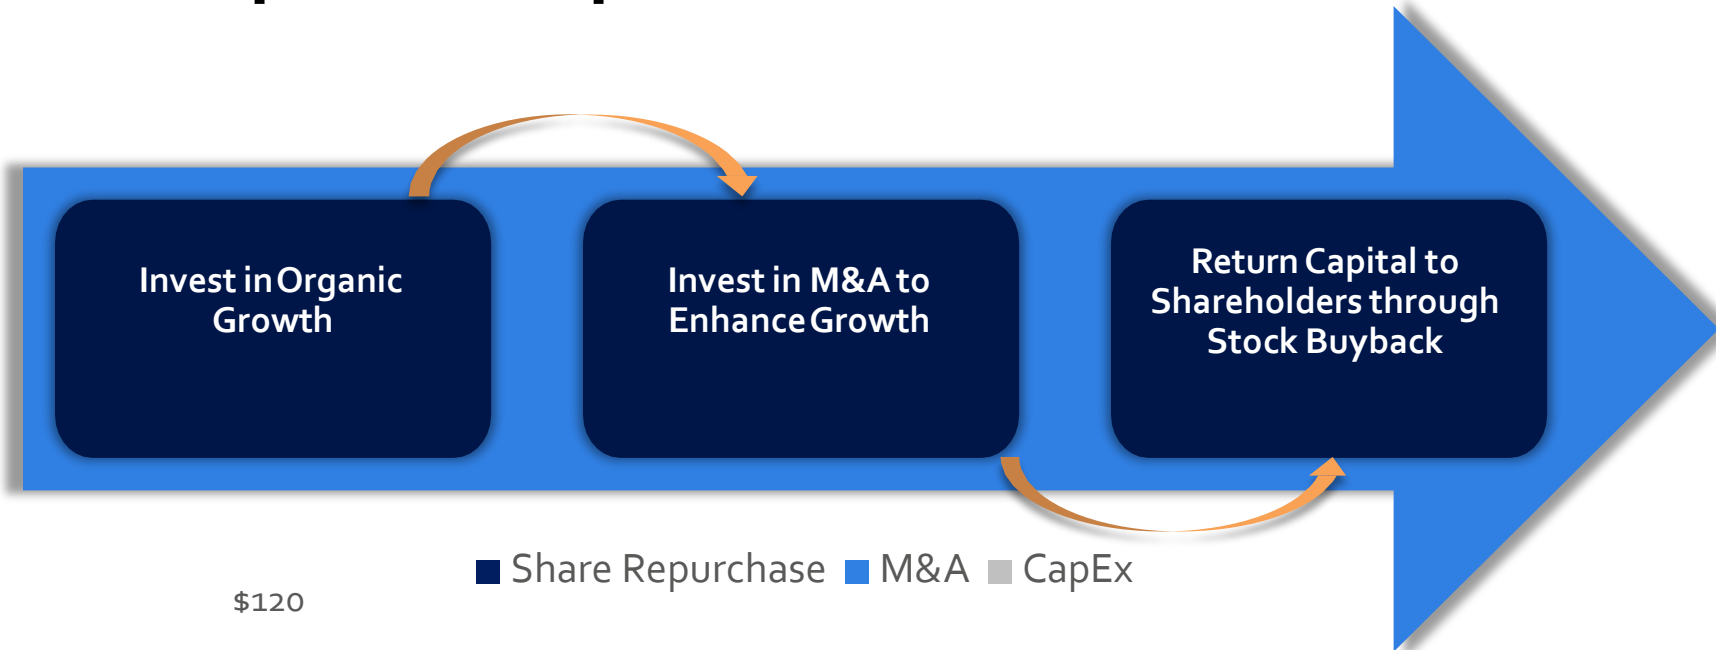 Invest in Organic
Growth
Invest in M&A to
Enhance Growth
Return Capital to
Shareholders through
Stock Buyback
Share Repurchase M&A CapEx
$120